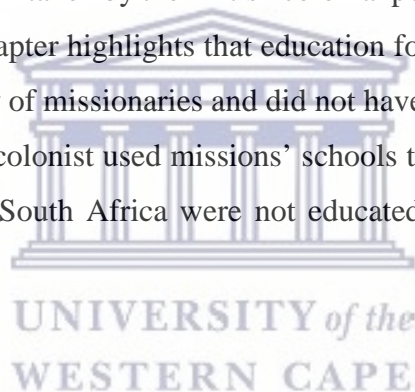 apter highlights that education fo
y of missionaries and did not have
colonist used missions' schools t
South Africa were not educated
UNIVERSITY of the
WESTERN CAPE